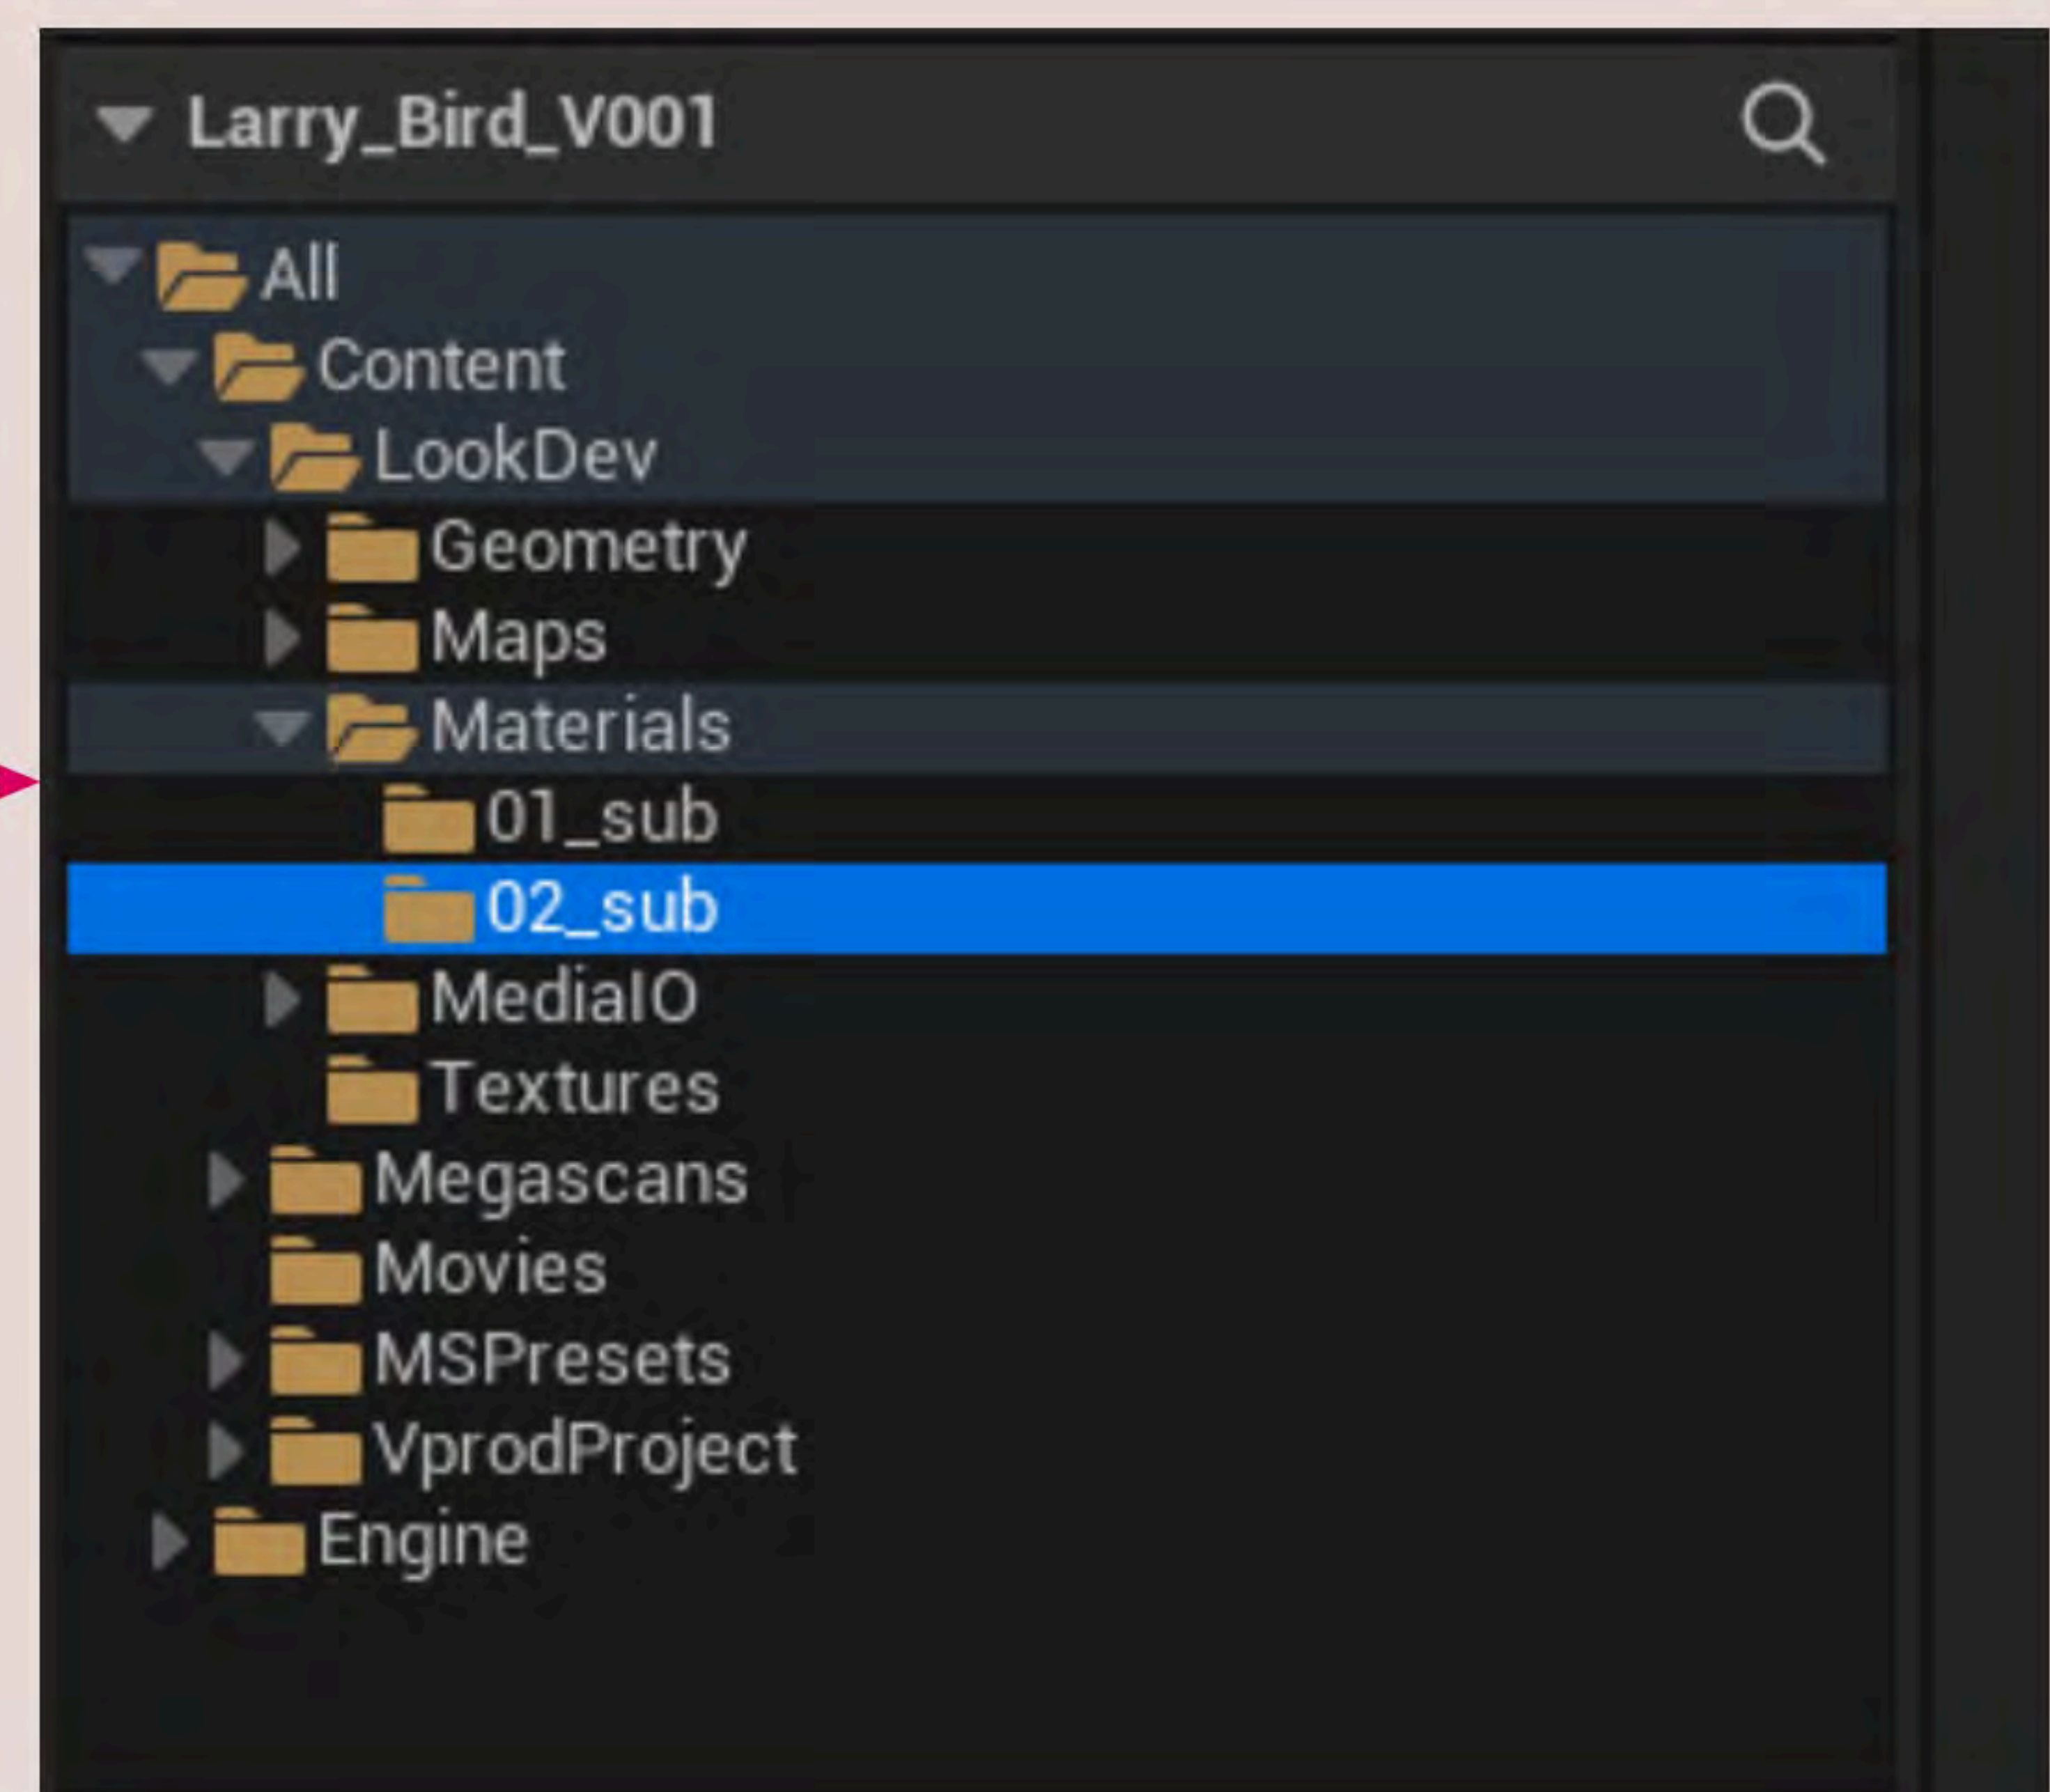 Larry_Bird_V001
All
Content
LookDev
Geometry
Maps
Materials
01_sub
02_sub
MediaIO
Textures
Megascans
Movies
MSPresets
VprodProject
Engine